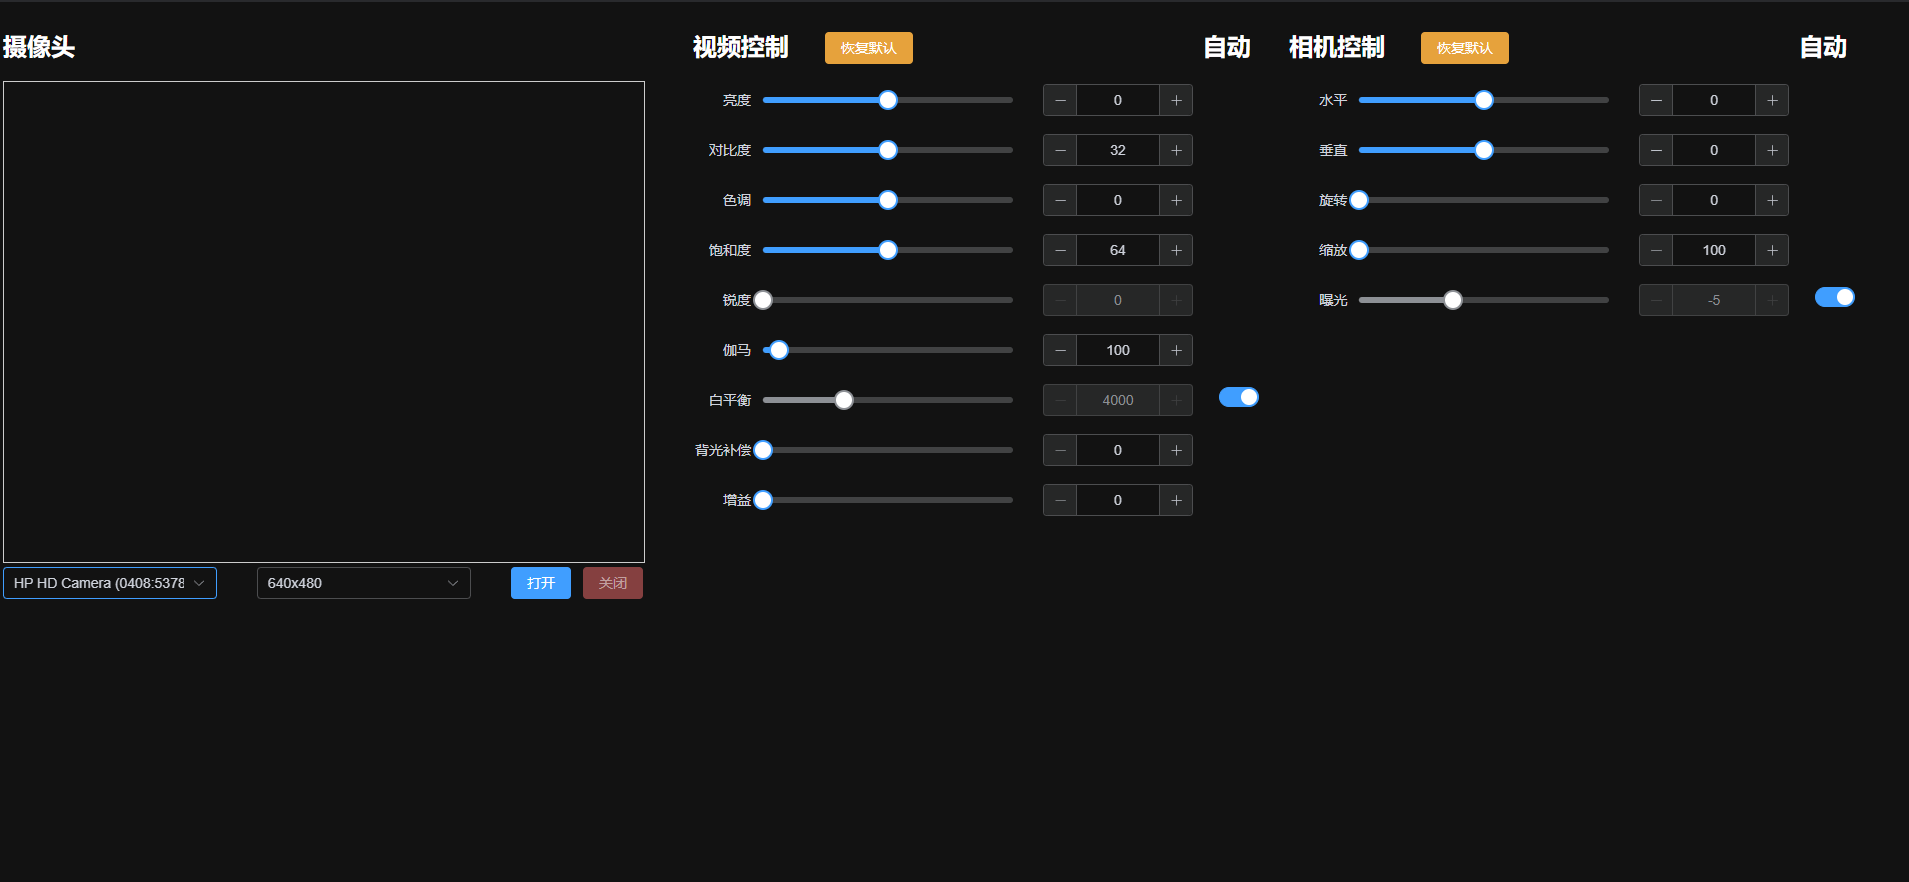 摄像头
HP HD Camera (0408:5378
640x480
打开
关闭
视频控制
恢复默认
自动
亮度
0
对比度
32
色调
0
饱和度
64
锐度
0
伽马
100
白平衡
4000
背光补偿
0
增益
0
相机控制
恢复默认
自动
水平
0
垂直
0
旋转
0
缩放
100
曝光
-5